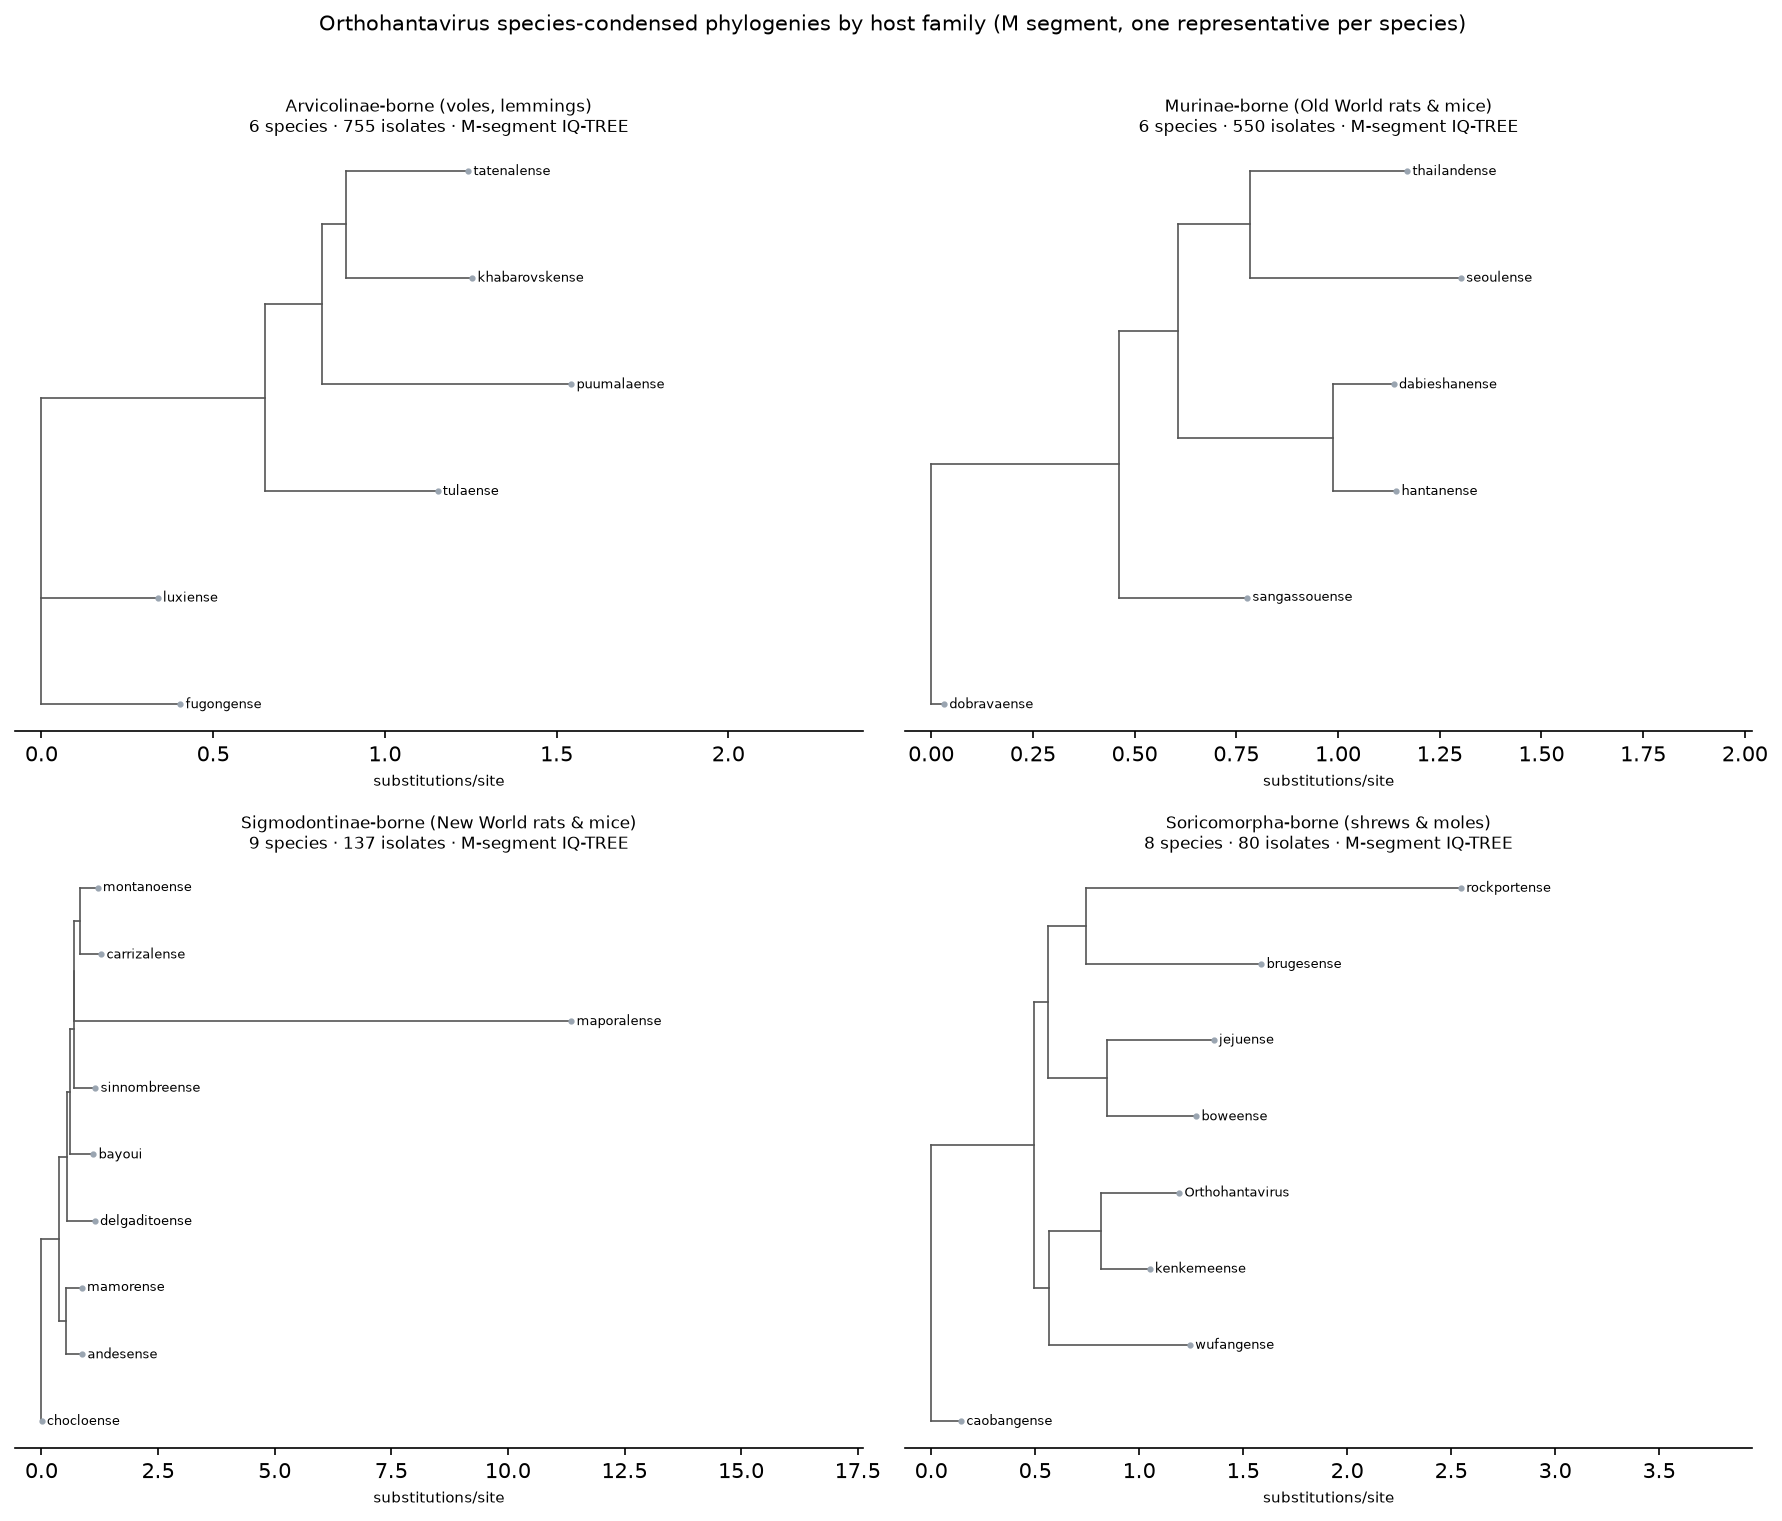 Orthohantavirus species-condensed phylogenies by host family (M segment, one representative per species)
Arvicolinae-borne (voles, lemmings)
6 species · 755 isolates · M-segment IQ-TREE
tatenalense
khabarovskense
puumalaense
tulaense
luxiense
fugongense
0.0 0.5 1.0 1.5 2.0
substitutions/site
Murinae-borne (Old World rats & mice)
6 species · 550 isolates · M-segment IQ-TREE
thailandense
seoulense
dabieshanense
hantanense
sangassouense
dobravaense
0.00 0.25 0.50 0.75 1.00 1.25 1.50 1.75 2.00
substitutions/site
Sigmodontinae-borne (New World rats & mice)
9 species · 137 isolates · M-segment IQ-TREE
montanoense
carrizalense
maporalense
sinnombreense
bayoui
delgaditoense
mamorense
andesense
chocloense
0.0 2.5 5.0 7.5 10.0 12.5 15.0 17.5
substitutions/site
Soricomorpha-borne (shrews & moles)
8 species · 80 isolates · M-segment IQ-TREE
rockportense
brugesense
jejuense
boweense
Orthohantavirus
kenkemeense
wufangense
caobangense
0.0 0.5 1.0 1.5 2.0 2.5 3.0 3.5
substitutions/site